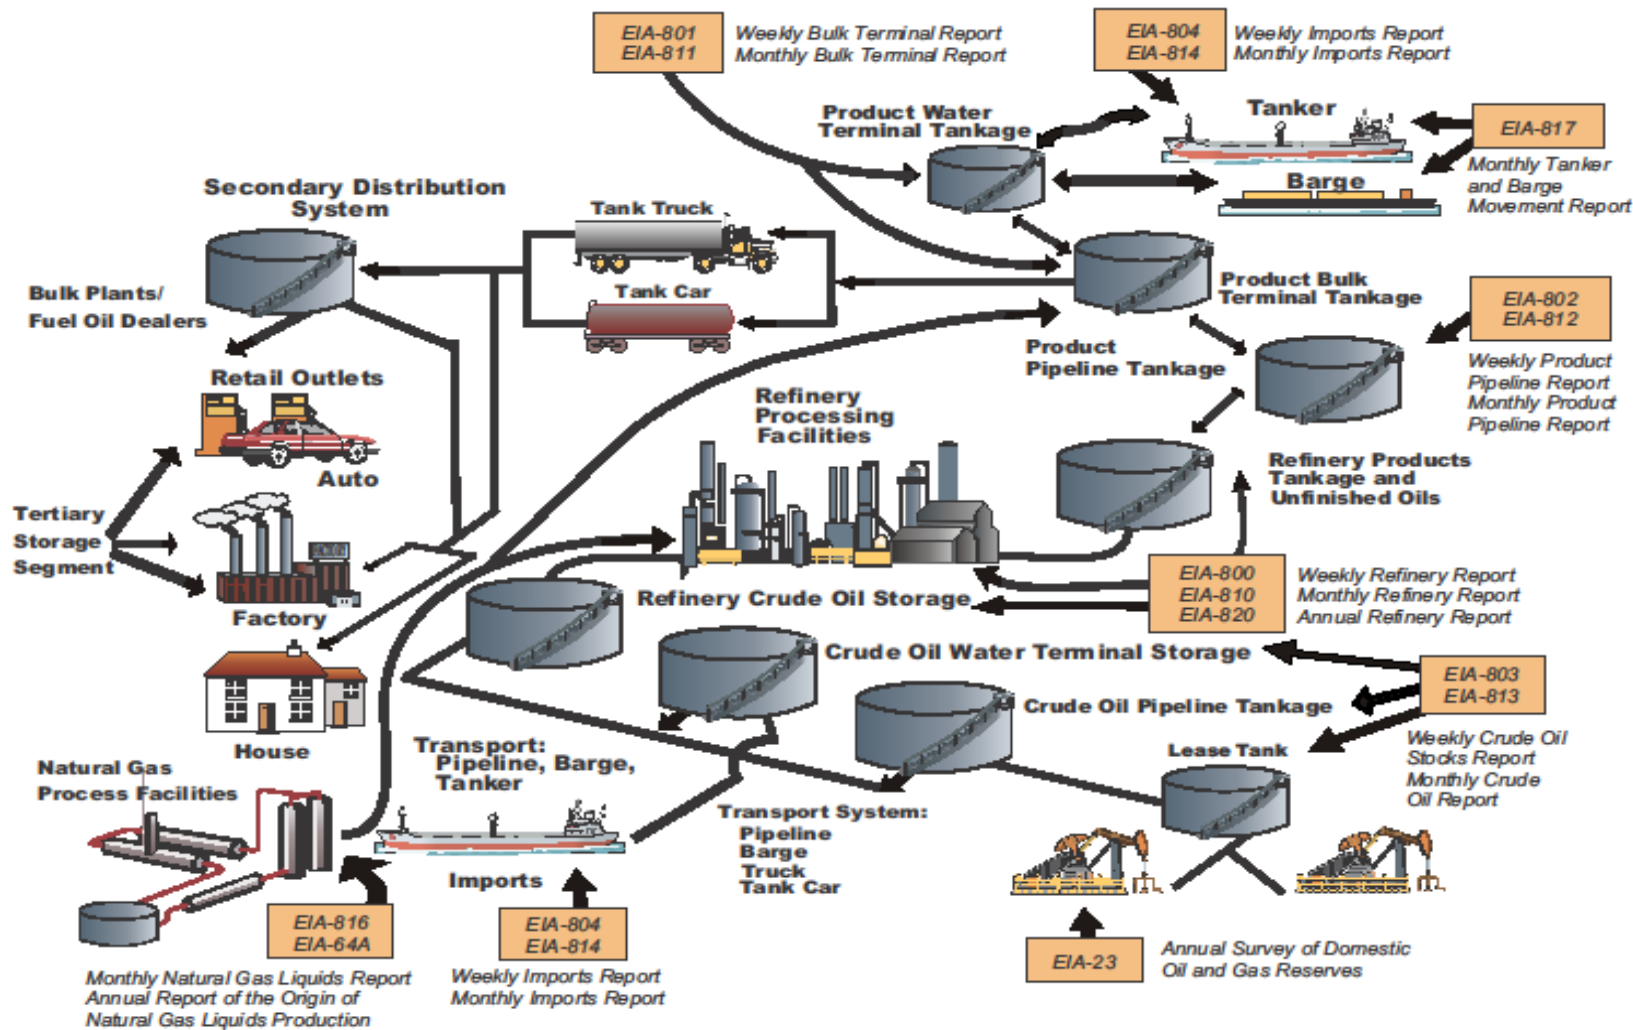 EIA-801
EIA-811
Weekly Bulk Terminal Report
Monthly Bulk Terminal Report
EIA-804
EIA-814
Weekly Imports Report
Monthly Imports Report
Product Water
Terminal Tankage
Tanker
EIA-817
Monthly Tanker
and Barge
Movement Report
Barge
Secondary Distribution
System
Tank Truck
Tank Car
Bulk Plants/
Fuel Oil Dealers
Product Bulk
Terminal Tankage
EIA-802
EIA-812
Weekly Product
Pipeline Report
Monthly Product
Pipeline Report
Product
Pipeline Tankage
Retail Outlets
Auto
Refinery
Processing
Facilities
Refinery Products
Tankage and
Unfinished Oils
Tertiary
Storage
Segment
Factory
EIA-800
EIA-810
EIA-820
Weekly Refinery Report
Monthly Refinery Report
Annual Refinery Report
Refinery Crude Oil Storage
Crude Oil Water Terminal Storage
EIA-803
EIA-813
Weekly Crude Oil
Stocks Report
Monthly Crude
Oil Report
Crude Oil Pipeline Tankage
Lease Tank
House
Transport:
Pipeline, Barge,
Tanker
Natural Gas
Process Facilities
Transport System:
Pipeline
Barge
Truck
Tank Car
Imports
EIA-816
EIA-64A
Monthly Natural Gas Liquids Report
Annual Report of the Origin of
Natural Gas Liquids Production
EIA-804
EIA-814
Weekly Imports Report
Monthly Imports Report
EIA-23
Annual Survey of Domestic
Oil and Gas Reserves